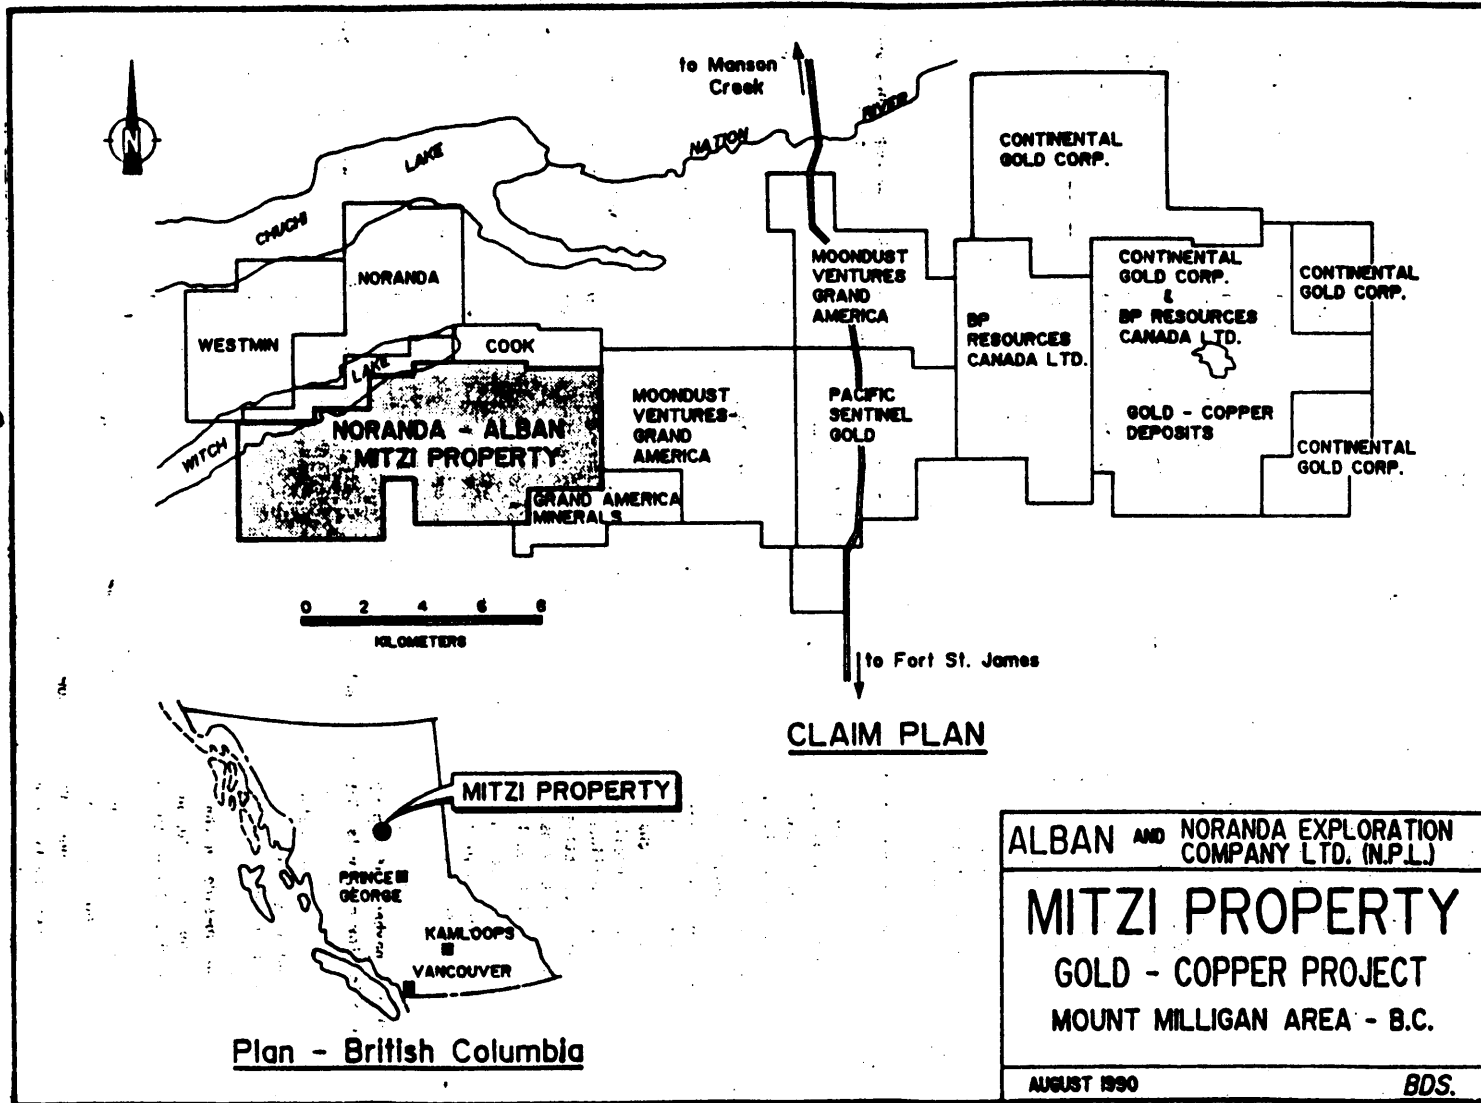 to Manson
Creek
N
NATION
RIVER
LAKE
CHUCHI
CONTINENTAL
GOLD CORP.
NORANDA
WESTMIN
COOK
LAKE
WITCH
NORANDA - ALBAN
MITZI PROPERTY
MOONDUST
VENTURES
GRAND
AMERICA
MOONDUST
VENTURES-
GRAND
AMERICA
PACIFIC
SENTINEL
GOLD
BP
RESOURCES
CANADA LTD.
CONTINENTAL
GOLD CORP.
&
BP RESOURCES
CANADA LTD.
GOLD - COPPER
DEPOSITS
CONTINENTAL
GOLD CORP.
CONTINENTAL
GOLD CORP.
GRAND AMERICA
MINERALS
0 2 4 6 8
KILOMETERS
to Fort St. James
CLAIM PLAN
MITZI PROPERTY
PRINCE
GEORGE
KAMLOOPS
VANCOUVER
Plan - British Columbia
ALBAN AND NORANDA EXPLORATION
COMPANY LTD. (N.P.L.)
MITZI PROPERTY
GOLD - COPPER PROJECT
MOUNT MILLIGAN AREA - B.C.
AUGUST 1990
BDS.